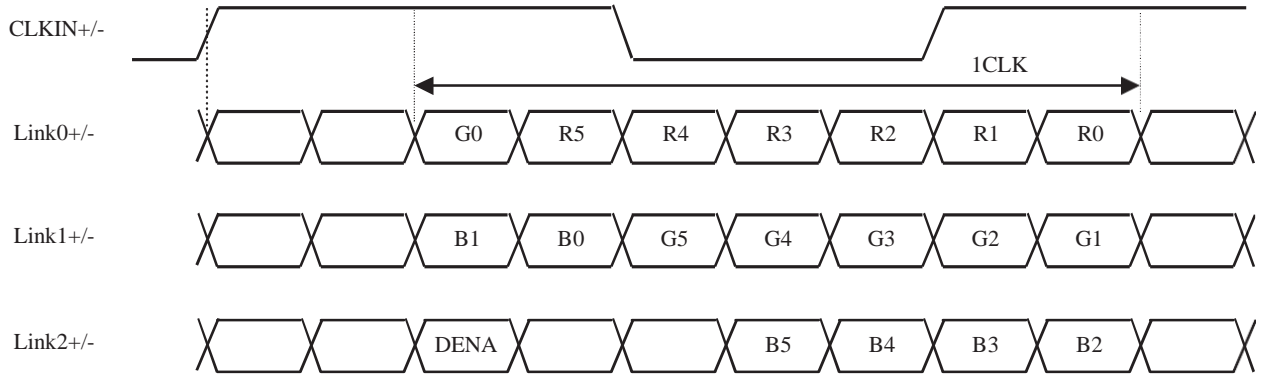 CLKIN+/-
1CLK
Link0+/- G0 R5 R4 R3 R2 R1 R0
Link1+/- B1 B0 G5 G4 G3 G2 G1
Link2+/- DENA B5 B4 B3 B2